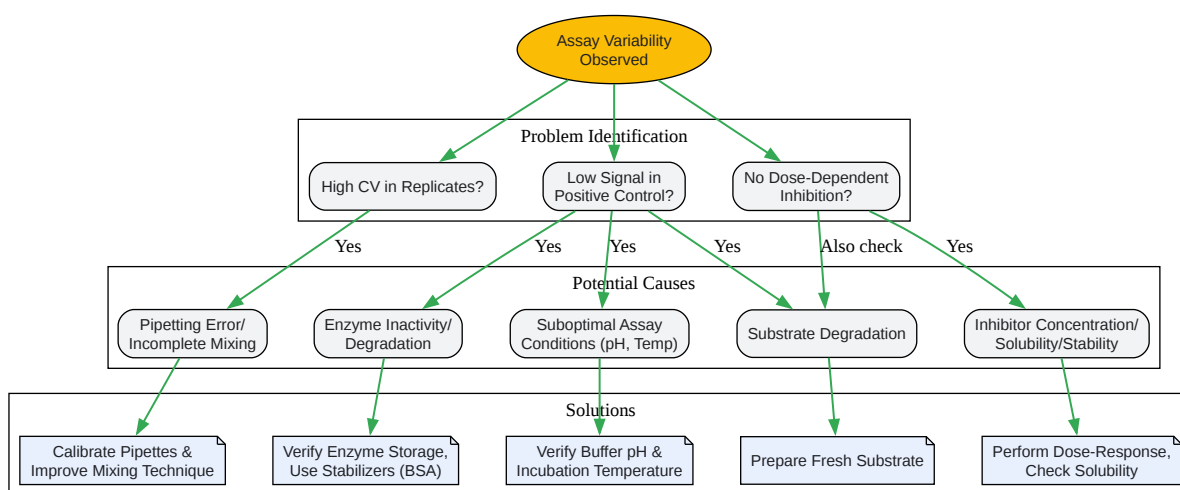 Assay Variability
Observed
Problem Identification
High CV in Replicates?
Low Signal in
Positive Control?
No Dose-Dependent
Inhibition?
Yes
Yes
Yes
Yes
Also check
Yes
Potential Causes
Pipetting Error/
Incomplete Mixing
Enzyme Inactivity/
Degradation
Suboptimal Assay
Conditions (pH, Temp)
Substrate Degradation
Inhibitor Concentration/
Solubility/Stability
Solutions
Calibrate Pipettes &
Improve Mixing Technique
Verify Enzyme Storage,
Use Stabilizers (BSA)
Verify Buffer pH &
Incubation Temperature
Prepare Fresh Substrate
Perform Dose-Response,
Check Solubility